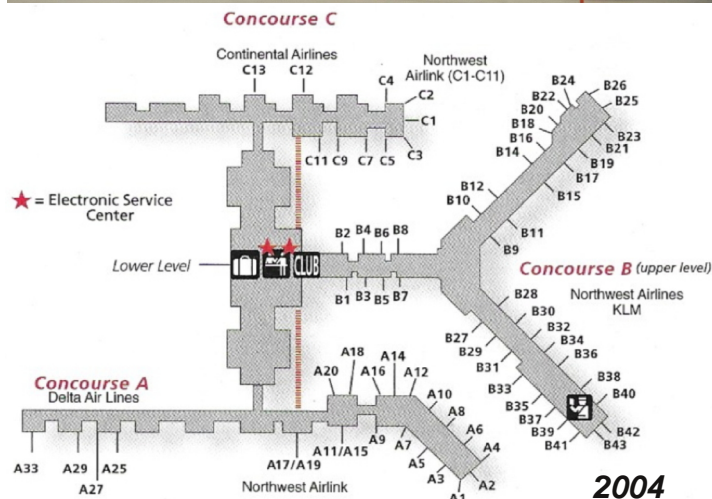 Concourse C
Continental Airlines
C13
C12
Northwest
Airlink (C1-C11)
C4
C2
C1
C3
C11
C9
C7
C5
★ = Electronic Service
Center
Lower Level
CLUB
B2
B4
B6
B8
B1
B3
B5
B7
B10
B12
B14
B16
B18
B20
B22
B24
B26
B25
B23
B21
B19
B17
B15
B11
B9
Concourse B (upper level)
Northwest Airlines
KLM
B28
B30
B32
B34
B36
B38
B40
B42
B43
B27
B29
B31
B33
B35
B37
B39
B41
Concourse A
Delta Air Lines
A33
A29
A27
A25
A17/A19
Northwest Airlink
A20
A18
A16
A14
A12
A10
A8
A6
A4
A2
A1
A3
A5
A7
A9
A11/A15
2004